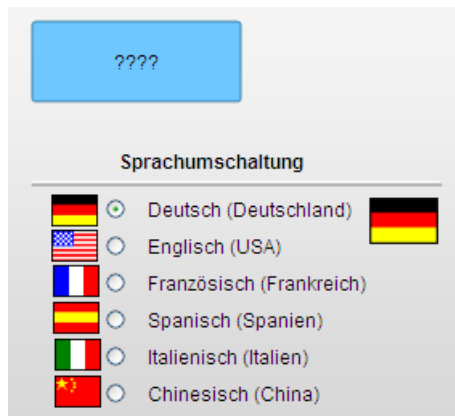 ????
Sprachumschaltung
Deutsch (Deutschland)
Englisch (USA)
Französisch (Frankreich)
Spanisch (Spanien)
Italienisch (Italien)
Chinesisch (China)